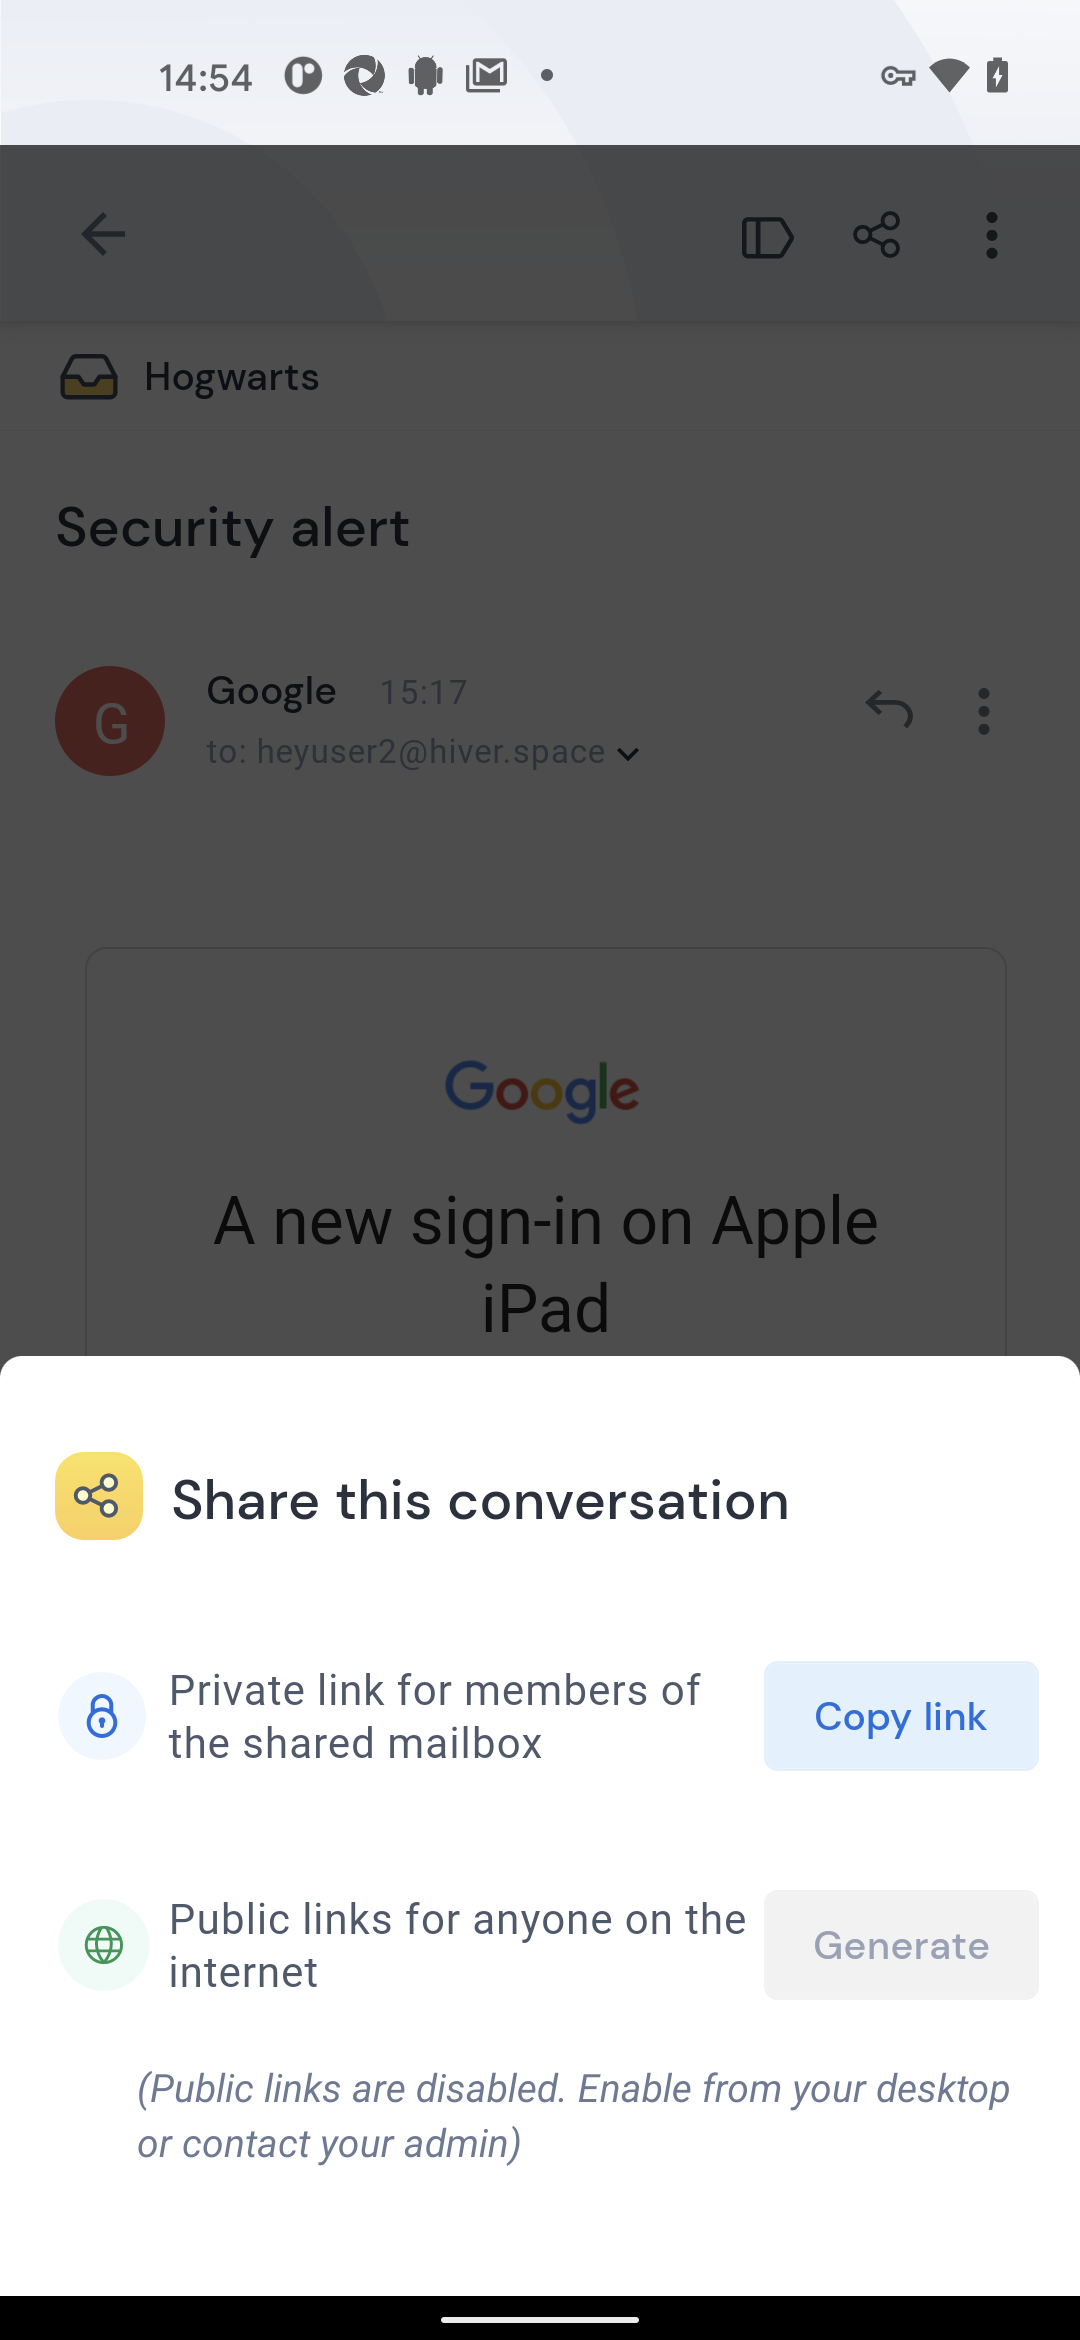 14:54
Hogwarts
Security alert
G
Google 15:17
to: heyuser2@hiver.space
Google
A new sign-in on Apple
iPad
Share this conversation
Private link for members of
the shared mailbox
Copy link
Public links for anyone on the
internet
Generate
(Public links are disabled. Enable from your desktop
or contact your admin)